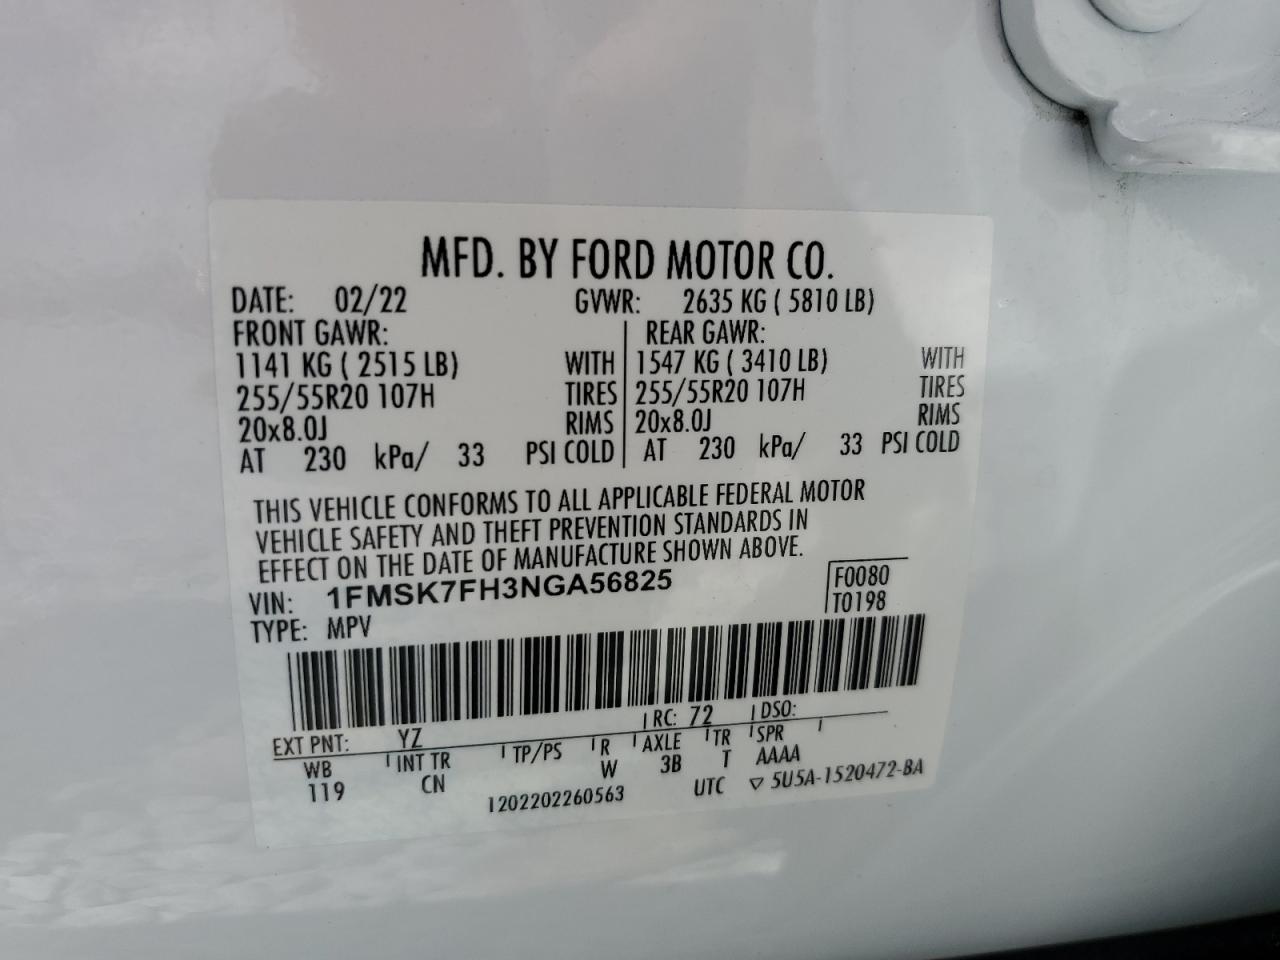 MFD. BY FORD MOTOR CO.
DATE: 02/22 GVWR: 2635 KG ( 5810 LB)
FRONT GAWR: REAR GAWR:
1141 KG ( 2515 LB) WITH 1547 KG ( 3410 LB) WITH
255/55R20 107H TIRES 255/55R20 107H TIRES
20x8.0J RIMS 20x8.0J RIMS
AT 230 kPa/ 33 PSI COLD AT 230 kPa/ 33 PSI COLD
THIS VEHICLE CONFORMS TO ALL APPLICABLE FEDERAL MOTOR
VEHICLE SAFETY AND THEFT PREVENTION STANDARDS IN
EFFECT ON THE DATE OF MANUFACTURE SHOWN ABOVE.
VIN: 1FMSK7FH3NGA56825 F0080
TYPE: MPV T0198
EXT PNT: YZ RC: 72 DSO:
WB INT TR TP/PS R AXLE TR SPR
119 CN W 3B T AAAA
1202202260563 UTC ▽ 5U5A-1520472-BA